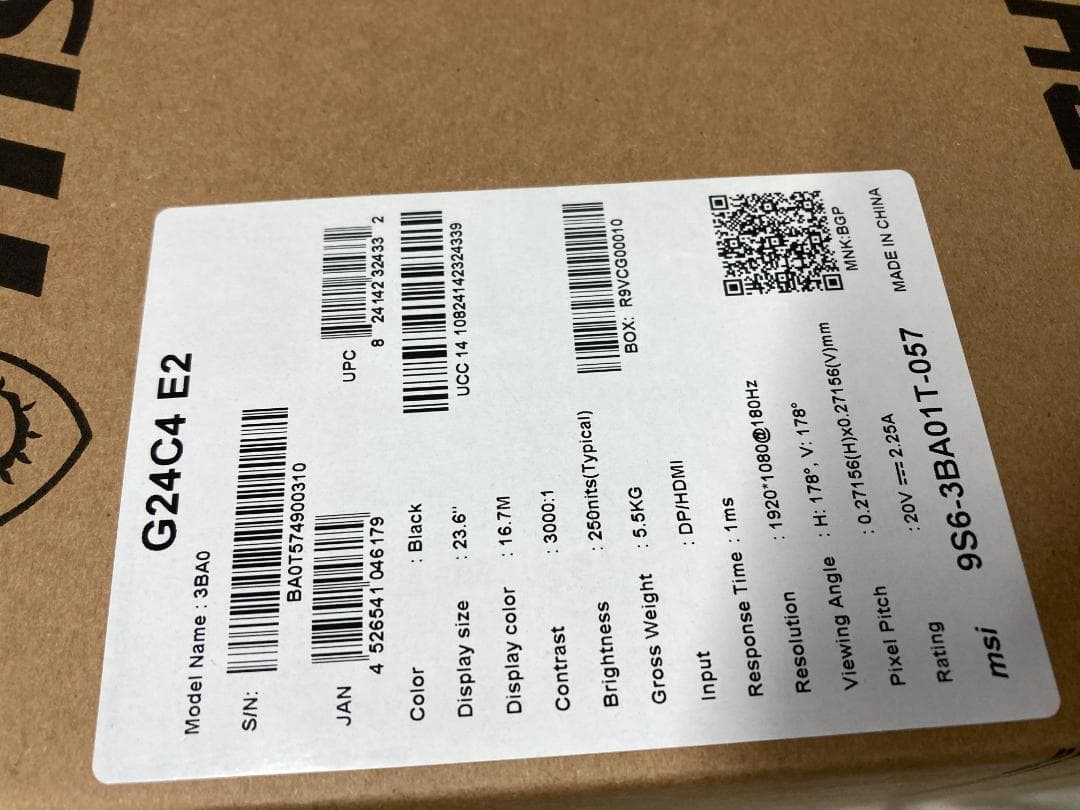 G24C4 E2
Model Name : 3BA0
S/N:
BA0T574900310
JAN
4 526541 046179
UPC
8 24142 32433 2
UCC 14 10824142324339
Color : Black
Display size : 23.6"
Display color : 16.7M
Contrast : 3000:1
Brightness : 250nits(Typical)
Gross Weight : 5.5KG
Input : DP/HDMI
Response Time : 1ms
Resolution : 1920*1080@180Hz
Viewing Angle : H: 178°, V: 178°
Pixel Pitch : 0.27156(H)x0.27156(V)mm
Rating : 20V ⎓ 2.25A
BOX: R9VCG00010
MNK:BGP
MADE IN CHINA
msi 9S6-3BA01T-057